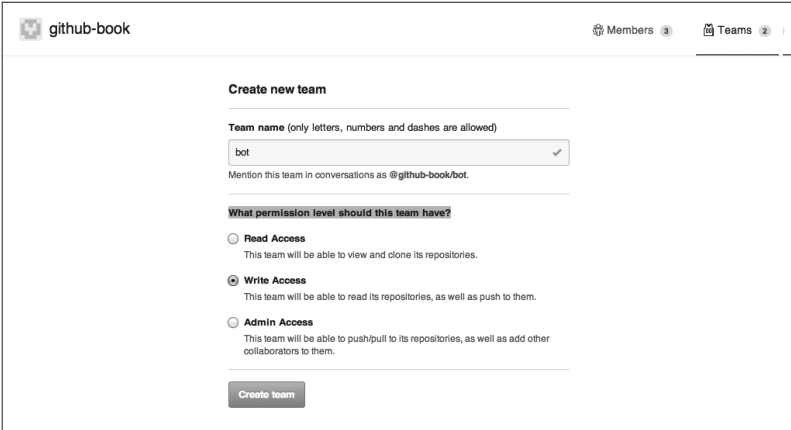 github-book
Members 3
Teams 2
Create new team
Team name (only letters, numbers and dashes are allowed)
bot
Mention this team in conversations as @github-book/bot.
What permission level should this team have?
Read Access
This team will be able to view and clone its repositories.
Write Access
This team will be able to read its repositories, as well as push to them.
Admin Access
This team will be able to push/pull to its repositories, as well as add other
collaborators to them.
Create team